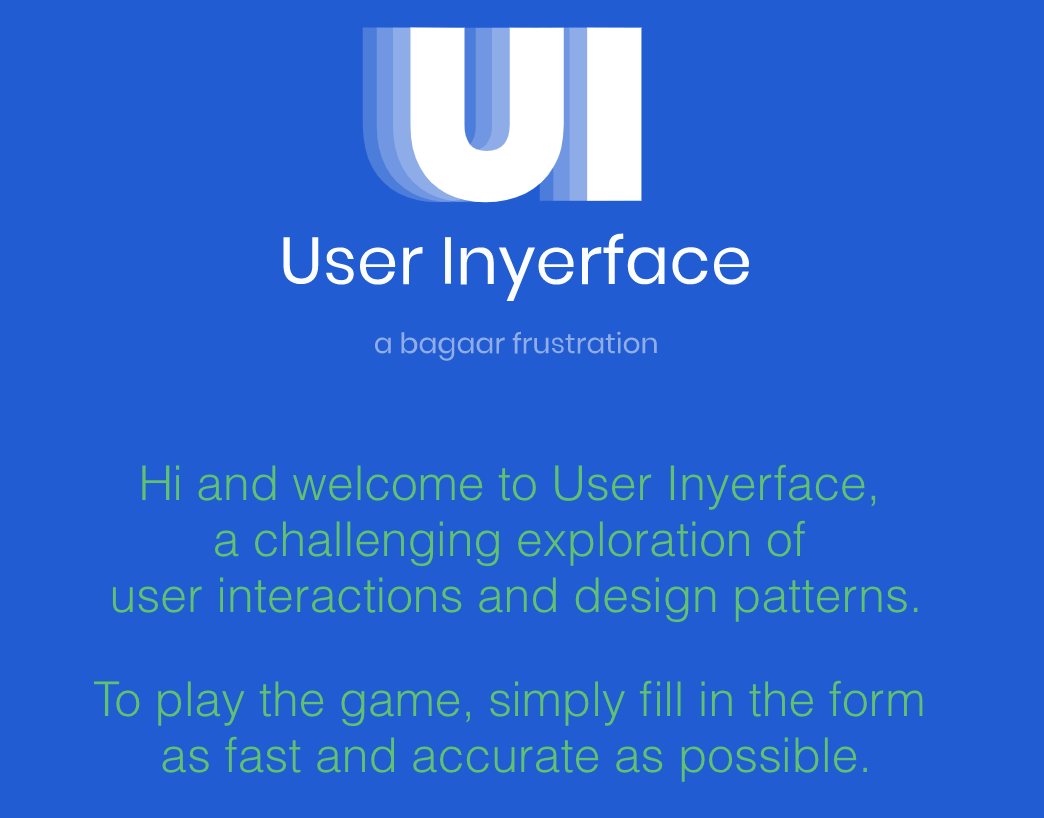 UI
User Inyerface
a bagaar frustration
Hi and welcome to User Inyerface,
a challenging exploration of
user interactions and design patterns.
To play the game, simply fill in the form
as fast and accurate as possible.